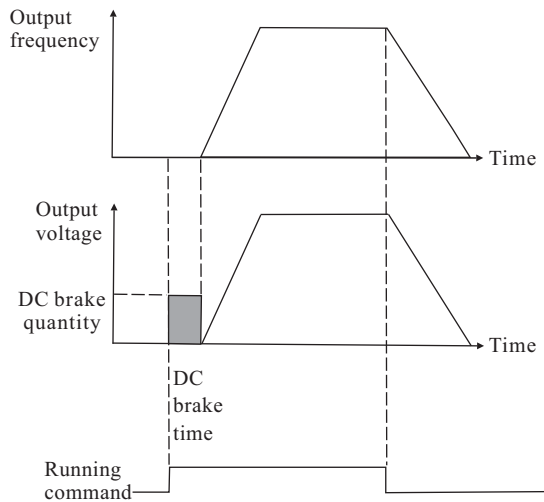 Output
frequency
Time
Output
voltage
DC brake
quantity
Time
DC
brake
time
Running
command